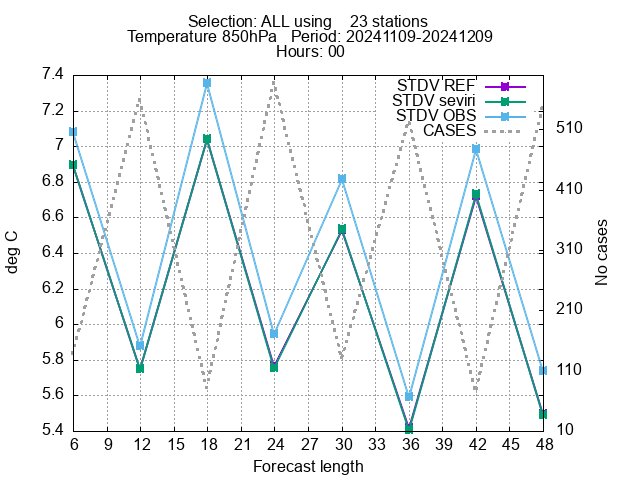 Selection: ALL using    23 stations
Temperature 850hPa   Period: 20241109-20241209
Hours: 00
STDV REF
STDV seviri
STDV OBS
CASES
deg C
7.4
7.2
7
6.8
6.6
6.4
6.2
6
5.8
5.6
5.4
No cases
510
410
310
210
110
10
6 9 12 15 18 21 24 27 30 33 36 39 42 45 48
Forecast length